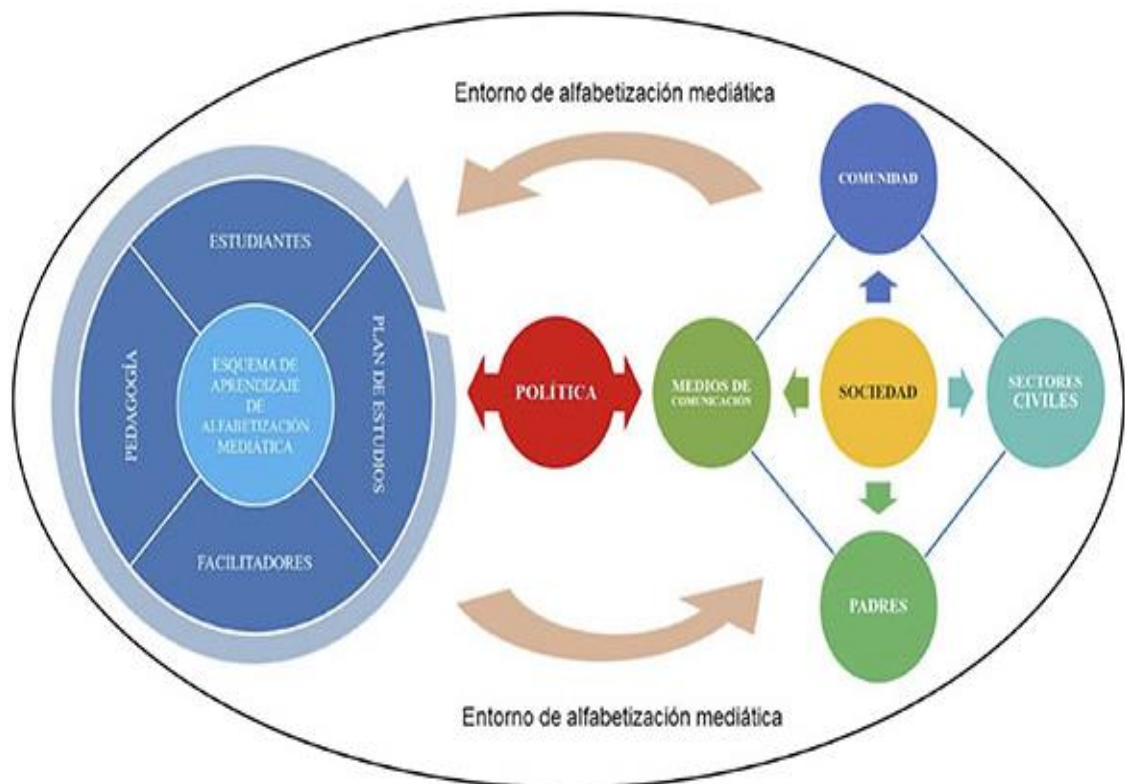 Entorno de alfabetización mediática
COMUNIDAD
ESTUDIANTES
PEDAGOGÍA
ESQUEMA DE
APRENDIZAJE
DE
ALFABETIZACIÓN
MEDIÁTICA
PLAN DE ESTUDIOS
FACILITADORES
POLÍTICA
MEDIOS DE
COMUNICACIÓN
SOCIEDAD
SECTORES
CIVILES
PADRES
Entorno de alfabetización mediática